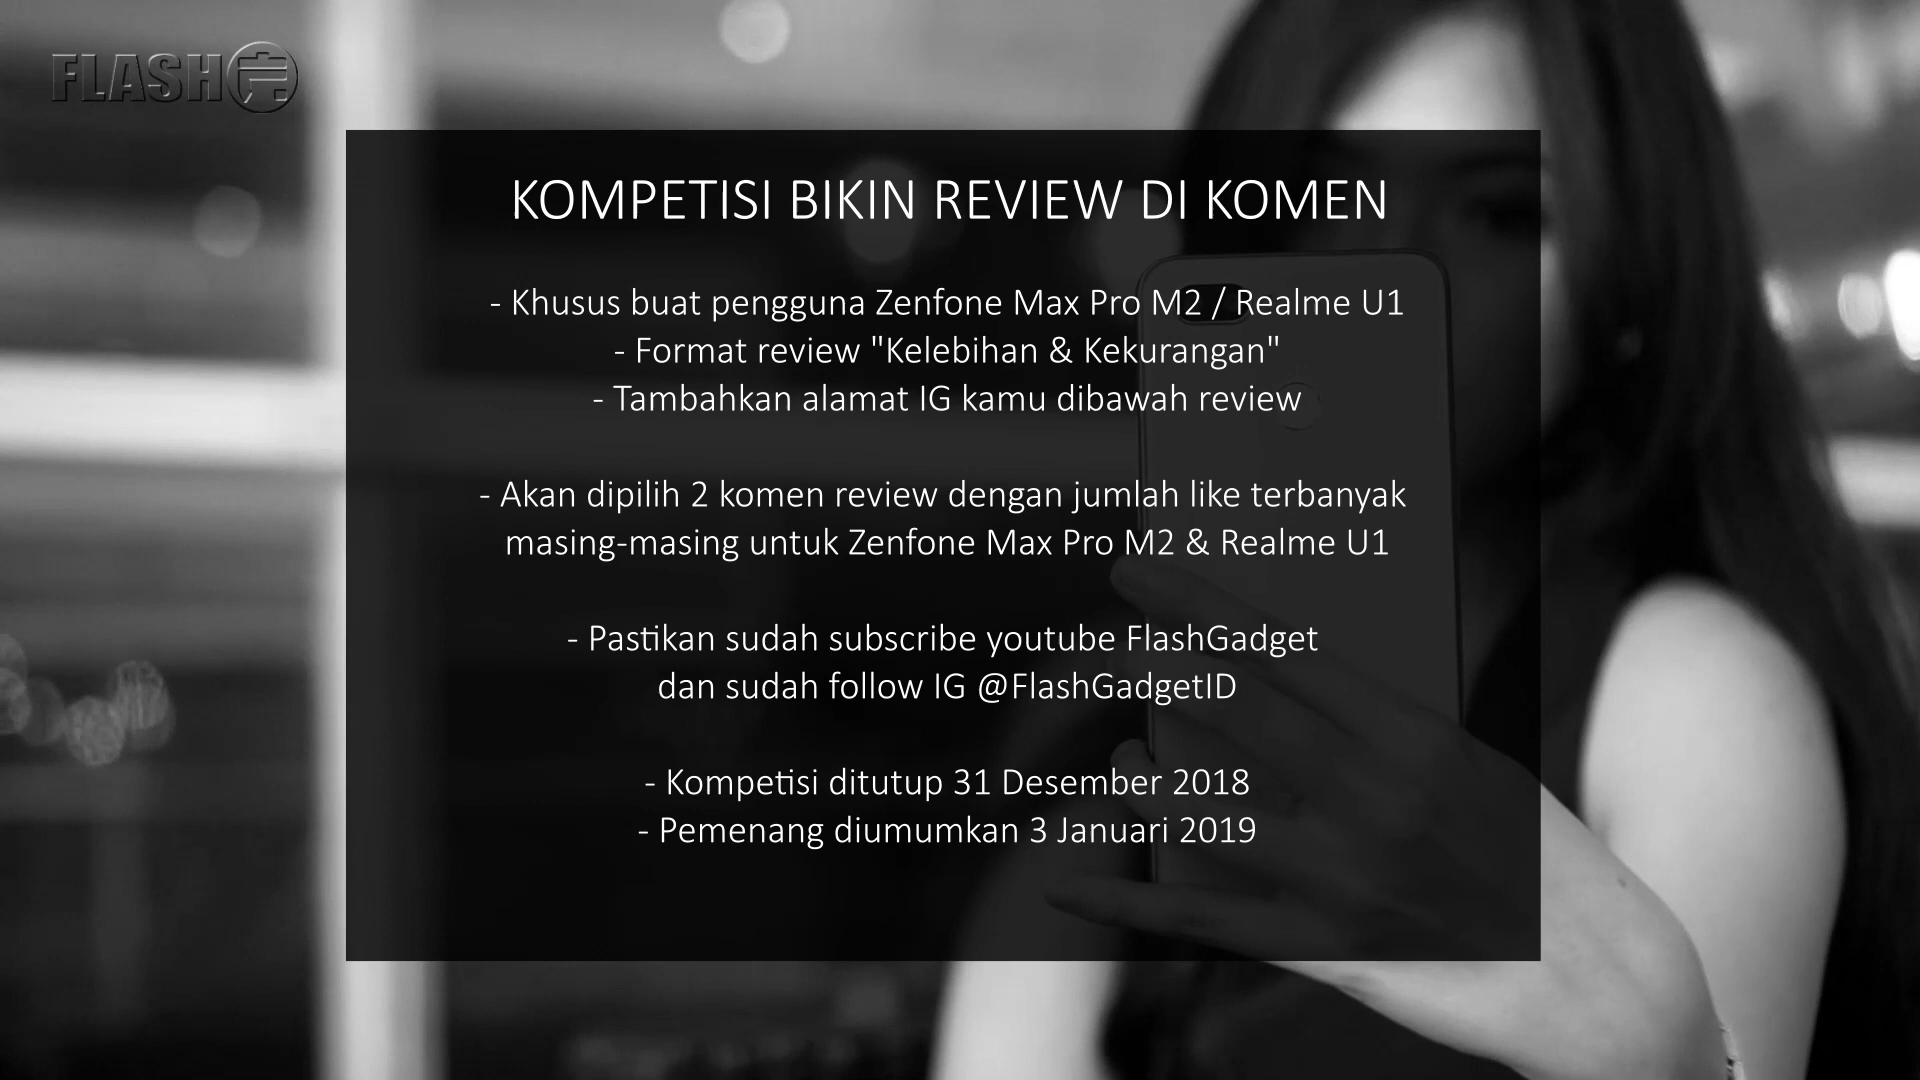 FLASH
KOMPETISI BIKIN REVIEW DI KOMEN
- Khusus buat pengguna Zenfone Max Pro M2 / Realme U1
- Format review "Kelebihan & Kekurangan"
- Tambahkan alamat IG kamu dibawah review
- Akan dipilih 2 komen review dengan jumlah like terbanyak
masing-masing untuk Zenfone Max Pro M2 & Realme U1
- Pastikan sudah subscribe youtube FlashGadget
dan sudah follow IG @FlashGadgetID
- Kompetisi ditutup 31 Desember 2018
- Pemenang diumumkan 3 Januari 2019